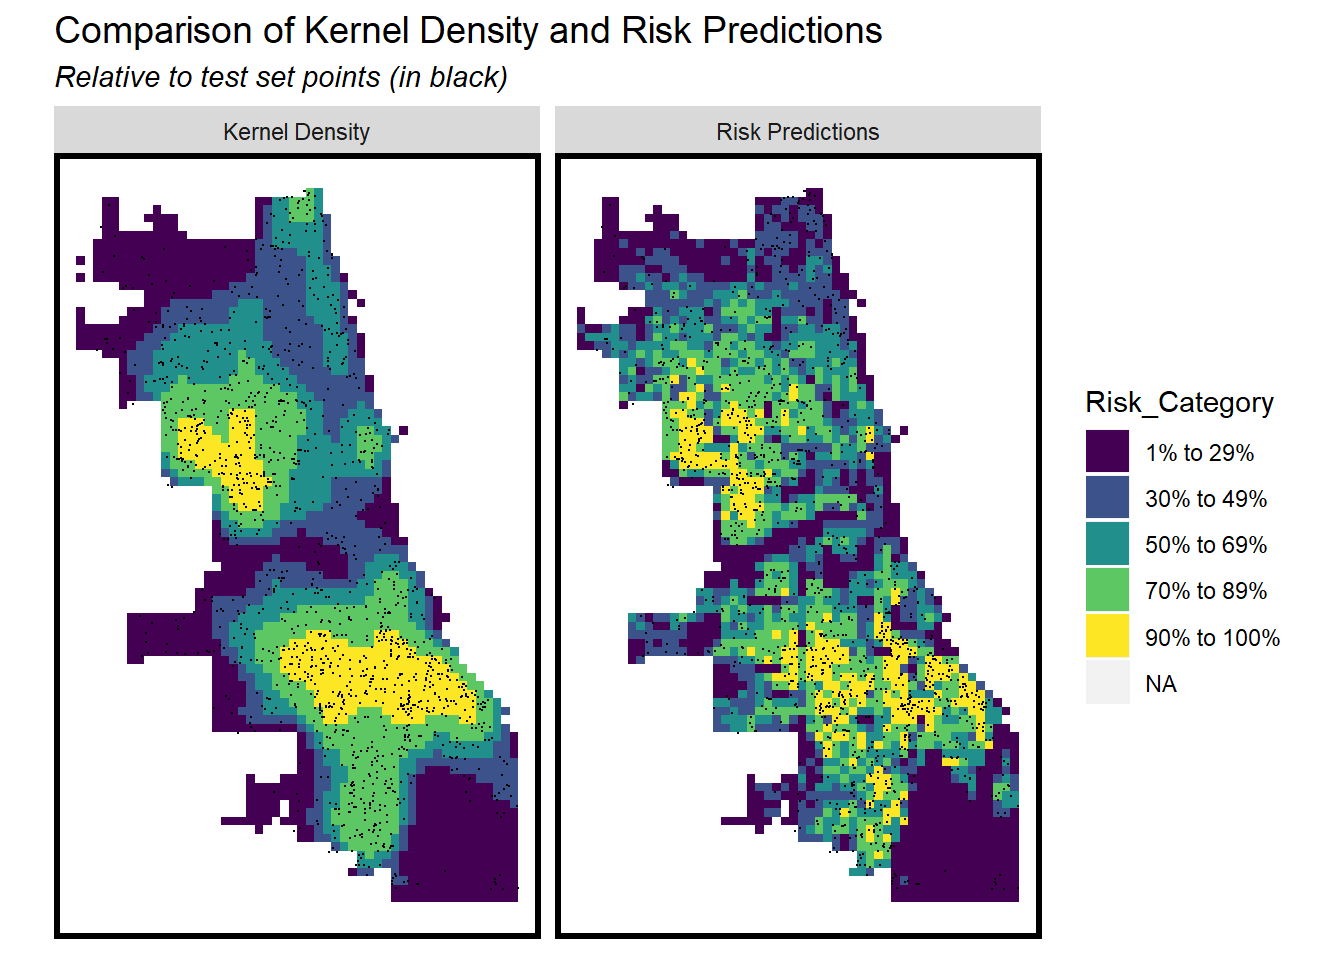 Comparison of Kernel Density and Risk Predictions
Relative to test set points (in black)
Kernel Density
Risk Predictions
Risk_Category
1% to 29%
30% to 49%
50% to 69%
70% to 89%
90% to 100%
NA